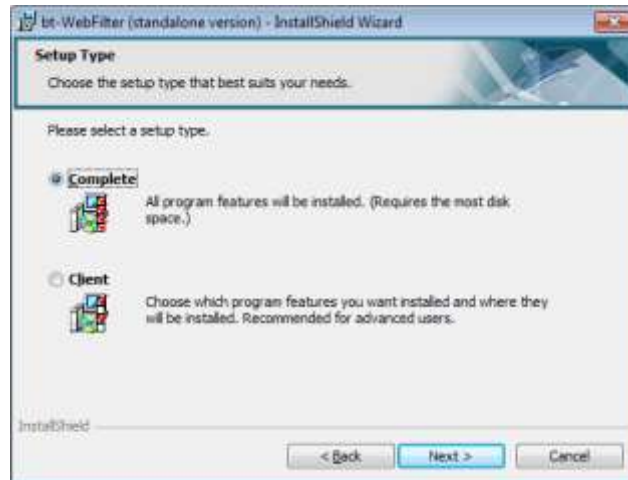 bt-WebFilter (standalone version) - InstallShield Wizard
Setup Type
Choose the setup type that best suits your needs.
Please select a setup type.
Complete
All program features will be installed. (Requires the most disk
space.)
Client
Choose which program features you want installed and where they
will be installed. Recommended for advanced users.
InstallShield
< Back
Next >
Cancel